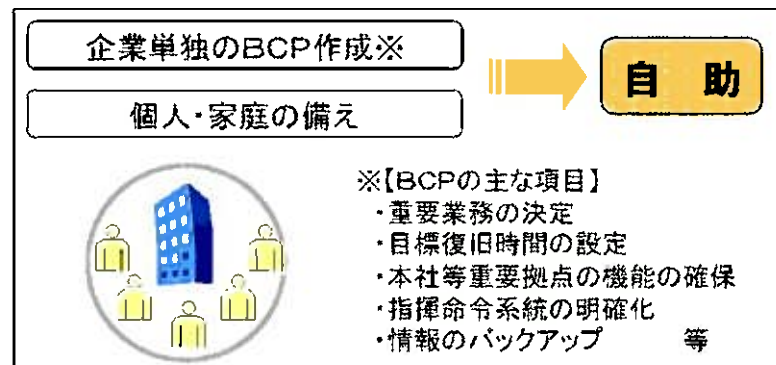 企業単独のBCP作成※
自 助
個人・家庭の備え
※【BCPの主な項目】
・重要業務の決定
・目標復旧時間の設定
・本社等重要拠点の機能の確保
・指揮命令系統の明確化
・情報のバックアップ 等